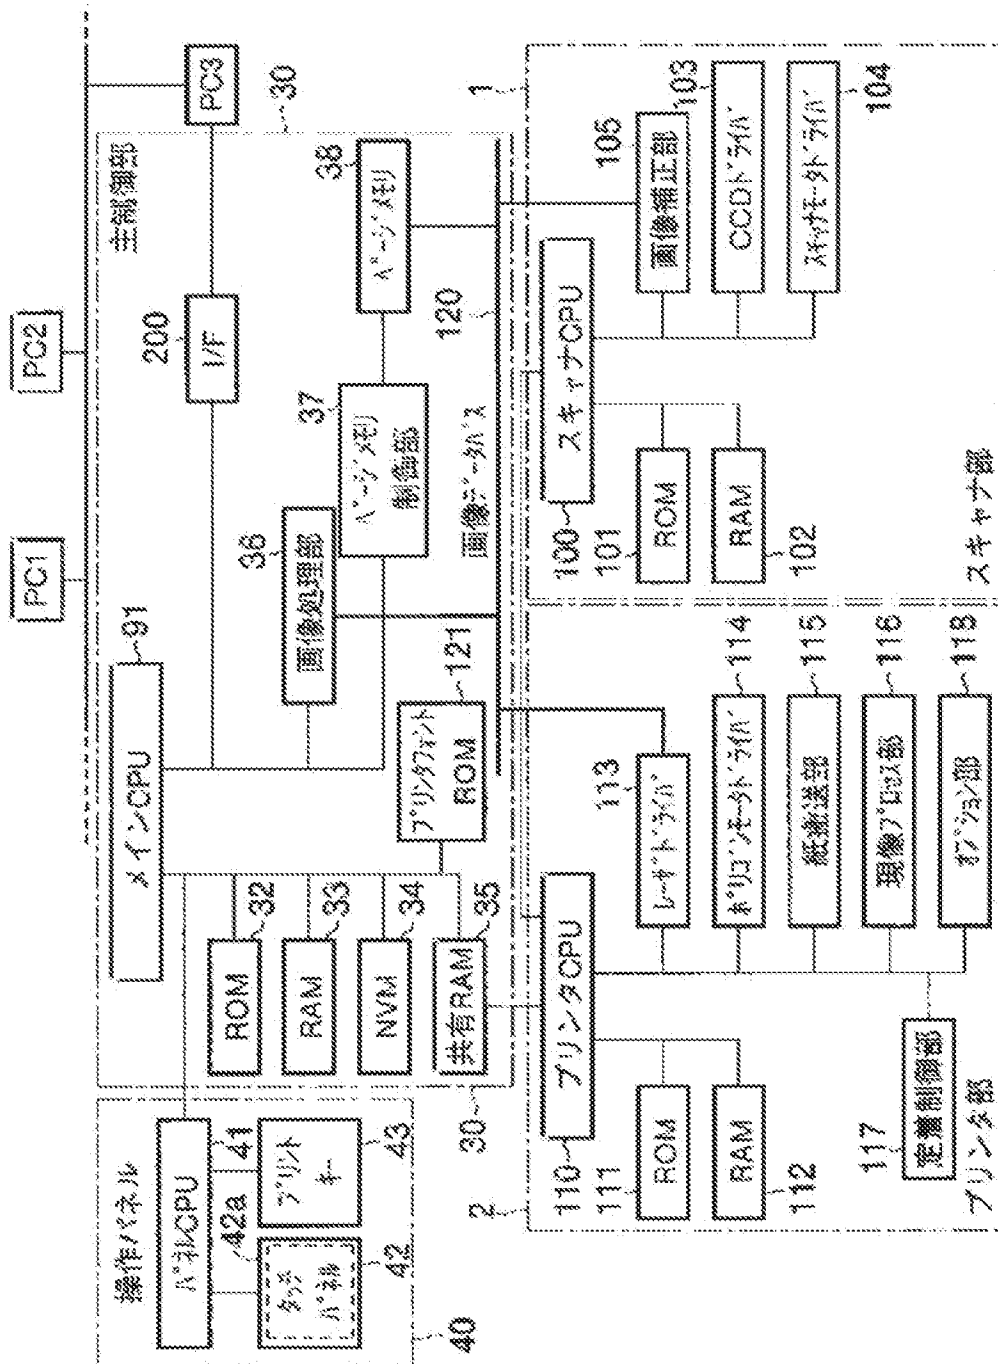 PC1
PC2
PC3
主制御部
30
メインCPU
91
I/F
200
ROM
32
RAM
33
NVM
34
共有RAM
35
画像処理部
36
ページメモリ
制御部
37
ページメモリ
38
プリンタフォント
ROM
121
画像データバス
120
30
操作パネル
パネルCPU
41
42a
タッチ
パネル
42
プリント
キー
43
40
2
プリンタCPU
110
ROM
111
RAM
112
レーザドライバ
113
ポリゴンモータドライバ
114
紙搬送部
115
現像プロセス部
116
定着制御部
117
オプション部
118
プリンタ部
1
スキャナCPU
100
ROM
101
RAM
102
画像補正部
105
CCDドライバ
103
スキャナモータドライバ
104
スキャナ部